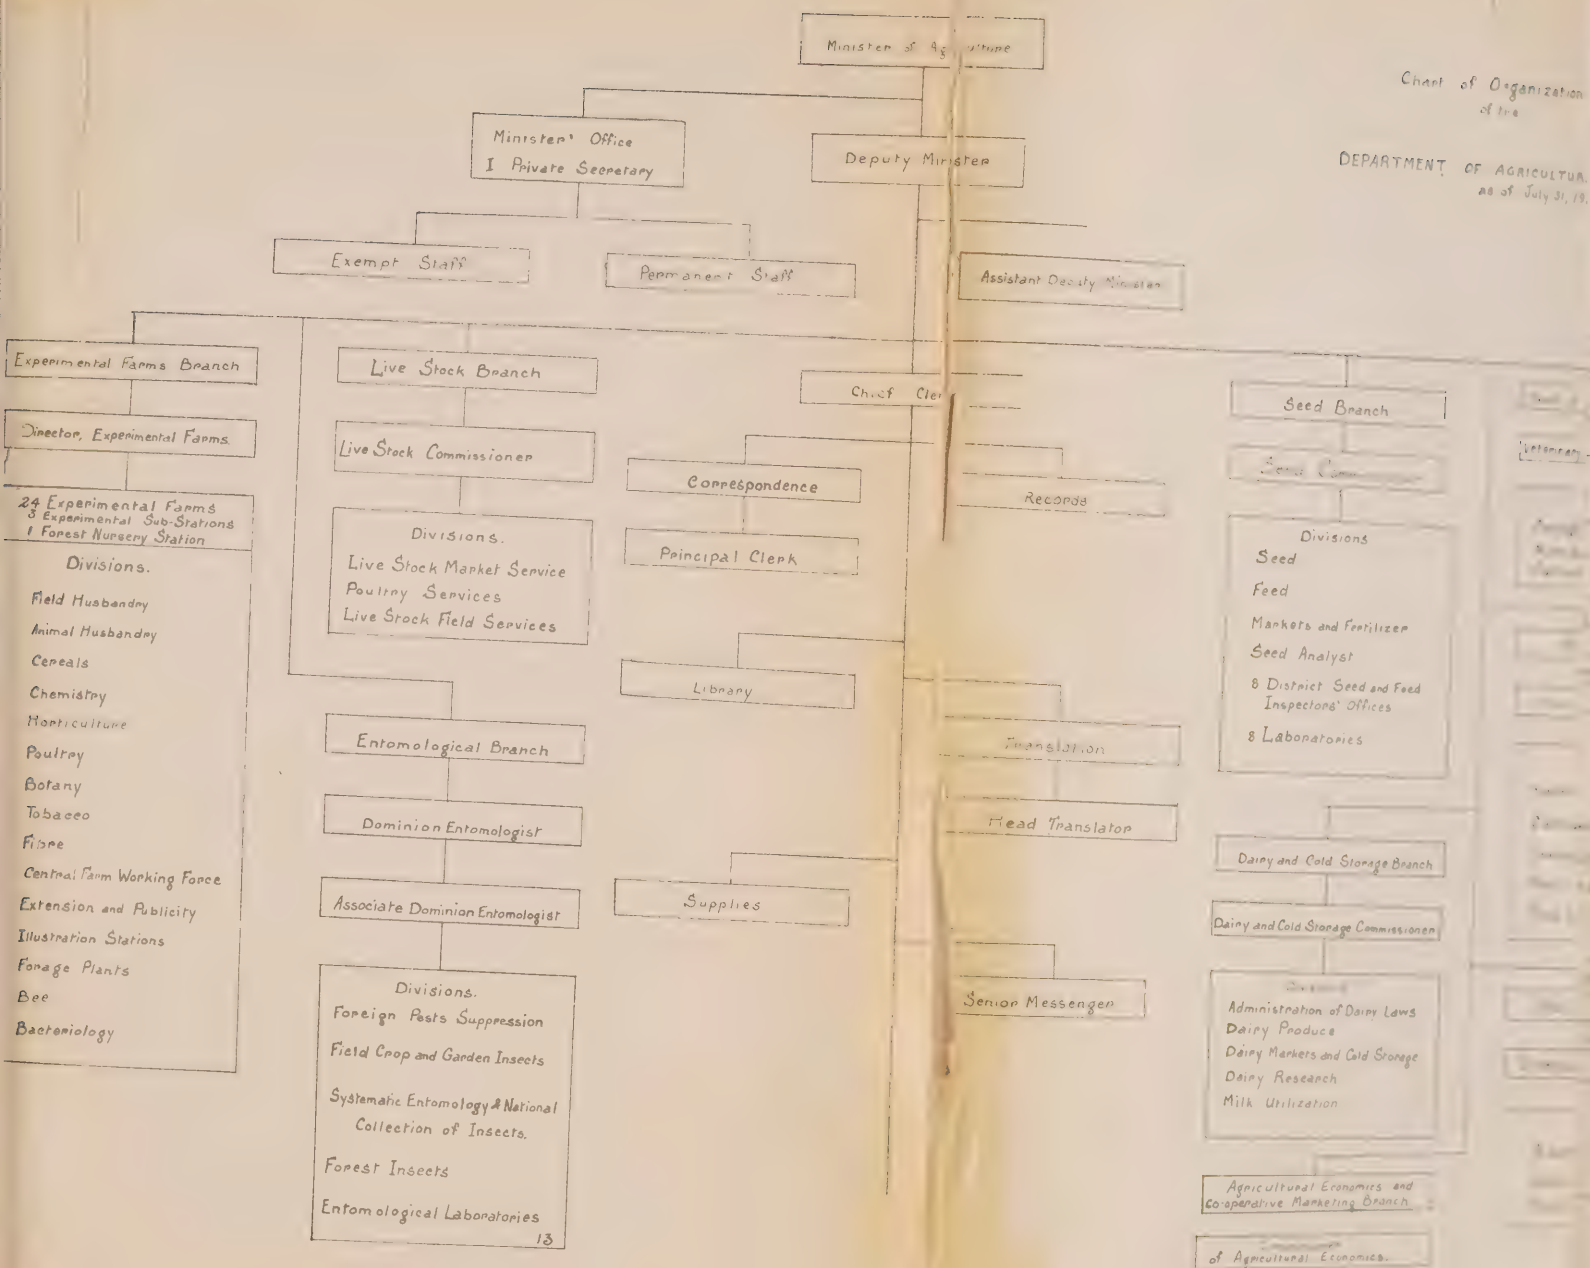 Minister of
Chart of Organization
of the
DEPARTMENT OF AGRICULTUR
as of July 31, 19
Minister' Office
1 Private Secretary
Deputy Minister
Exempt Staff
Permanent Staff
Assistant Deputy Minister
Experimental Farms Branch
Director, Experimental Farms
24 Experimental Farms
3 Experimental Sub-Stations
1 Forest Nursery Station
Divisions.
Field Husbandry
Animal Husbandry
Cereals
Chemistry
Horticulture
Poultry
Botany
Tobacco
Fibre
Central Farm Working Force
Extension and Publicity
Illustration Stations
Forage Plants
Bee
Bacteriology
Live Stock Branch
Live Stock Commissioner
Divisions.
Live Stock Market Service
Poultry Services
Live Stock Field Services
Entomological Branch
Dominion Entomologist
Associate Dominion Entomologist
Divisions.
Foreign Pests Suppression
Field Crop and Garden Insects
Systematic Entomology & National
Collection of Insects.
Forest Insects
Entomological Laboratories
13
Chief Cler
Correspondence
Principal Clerk
Records
Library
Translation
Head Translator
Supplies
Senior Messenger
Seed Branch
Divisions
Seed
Feed
Markets and Fertilizer
Seed Analyst
8 District Seed and Feed
Inspectors' Offices
8 Laboratories
Dairy and Cold Storage Branch
Dairy and Cold Storage Commissioner
Administration of Dairy Laws
Dairy Produce
Dairy Markets and Cold Storage
Dairy Research
Milk Utilization
Agricultural Economics and
Co-operative Marketing Branch
of Agricultural Economics.
Veterinary